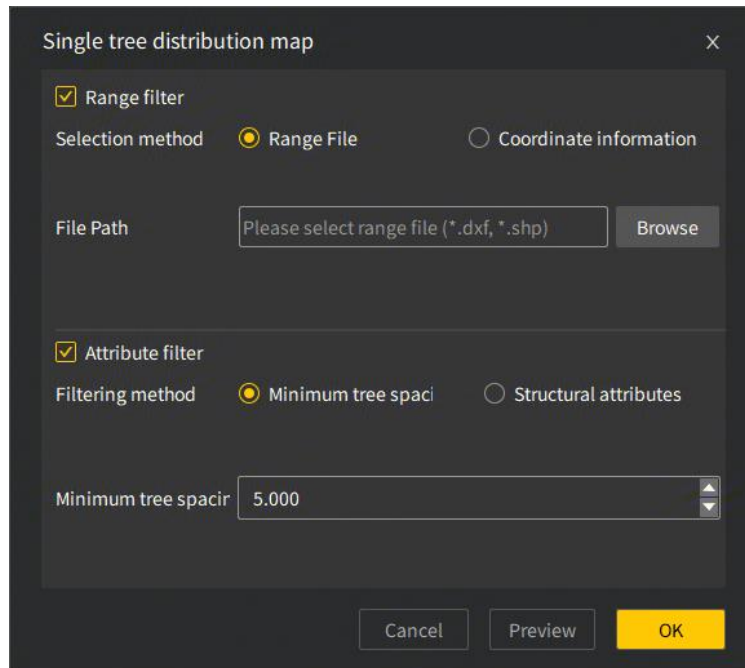 Single tree distribution map X
Range filter
Selection method Range File Coordinate information
File Path Please select range file (*.dxf, *.shp) Browse
Attribute filter
Filtering method Minimum tree spaci Structural attributes
Minimum tree spacir 5.000
Cancel Preview OK